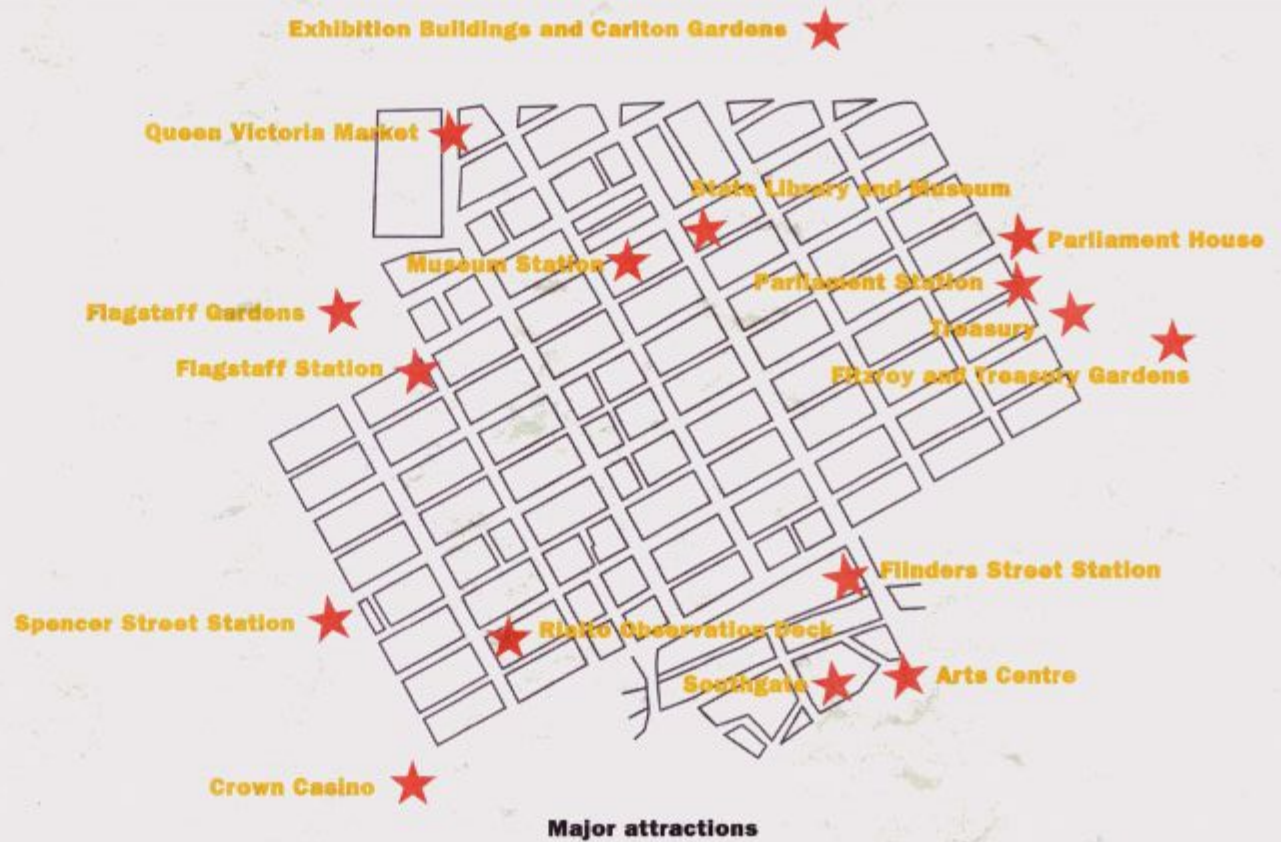 Exhibition Buildings and Carlton Gardens
Queen Victoria Market
State Library and Museum
Parliament House
Museum Station
Parliament Station
Flagstaff Gardens
Treasury
Flagstaff Station
Fitzroy and Treasury Gardens
Flinders Street Station
Spencer Street Station
Rialto Observation Deck
Southgate
Arts Centre
Crown Casino
Major attractions